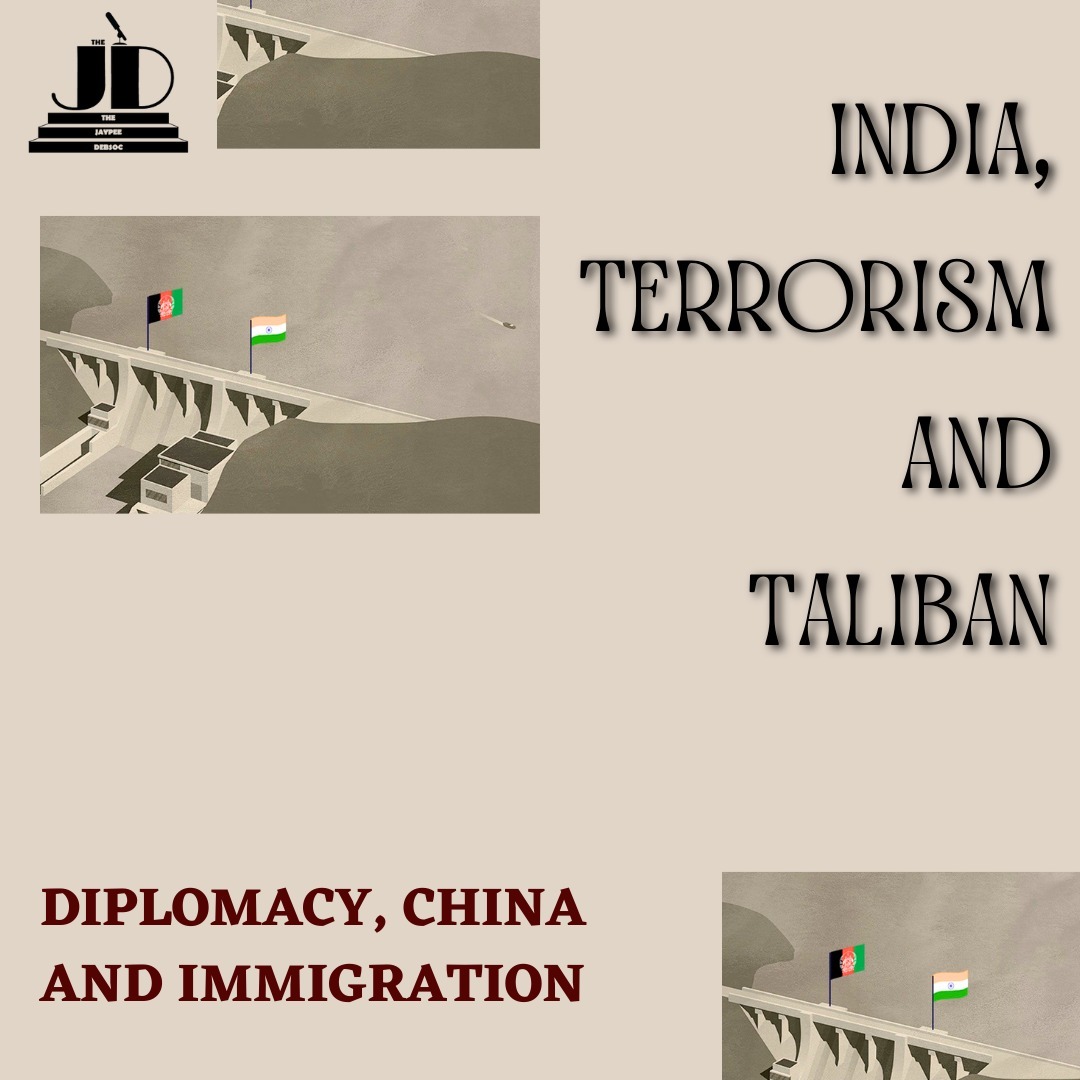 THE
JD
THE
JAYPEE
DEBSOC
INDIA,
TERRORISM
AND
TALIBAN
DIPLOMACY, CHINA
AND IMMIGRATION